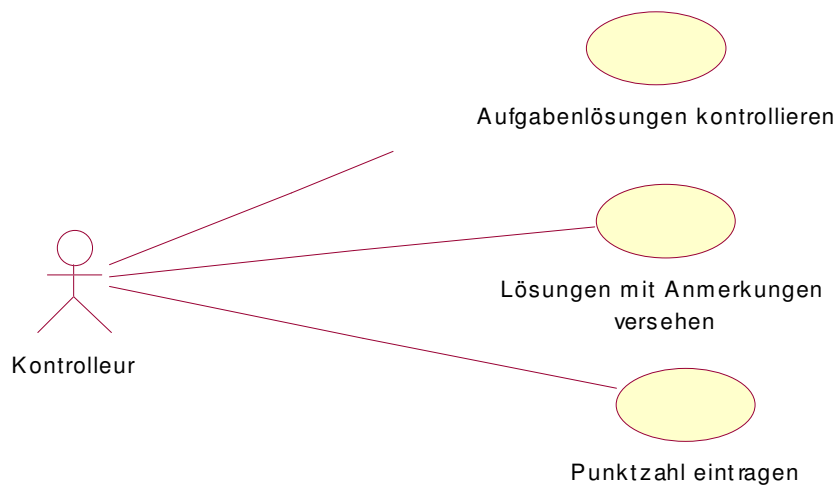 Aufgabenlösungen kontrollieren
Lösungen mit Anmerkungen
versehen
Kontrolleur
Punktzahl eintragen